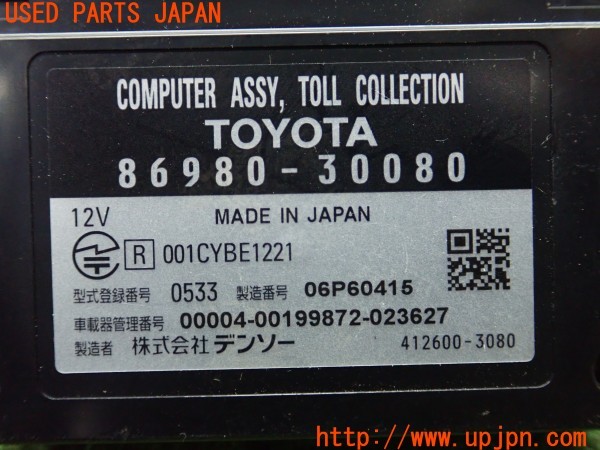 USED PARTS JAPAN
COMPUTER ASSY, TOLL COLLECTION
TOYOTA
86980-30080
12V MADE IN JAPAN
R 001CYBE1221
型式登録番号 0533 製造番号 06P60415
車載器管理番号 00004-00199872-023627
製造者 株式会社デンソー 412600-3080
http://www.upjpn.com/